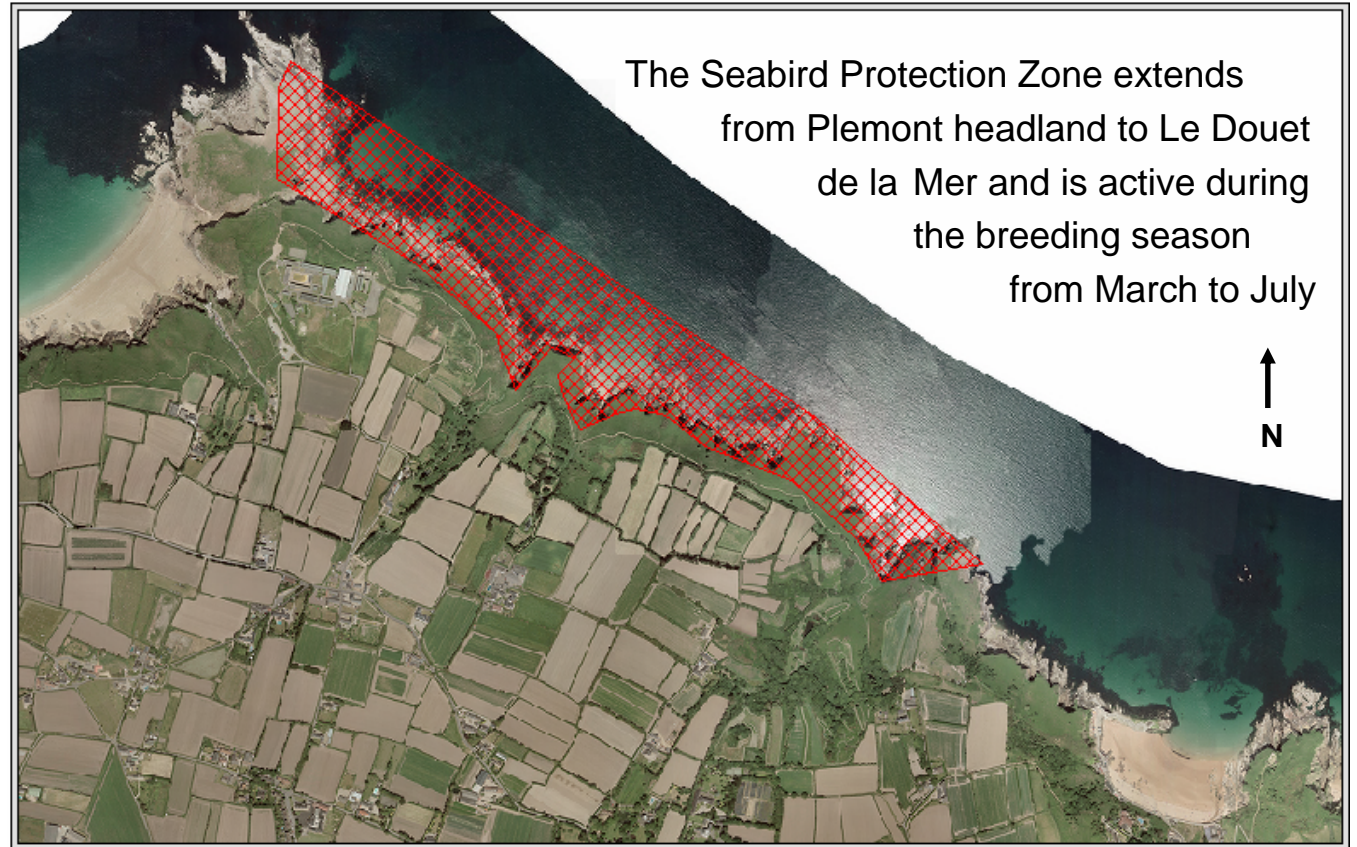 The Seabird Protection Zone extends
from Plemont headland to Le Douet
de la Mer and is active during
the breeding season
from March to July
N